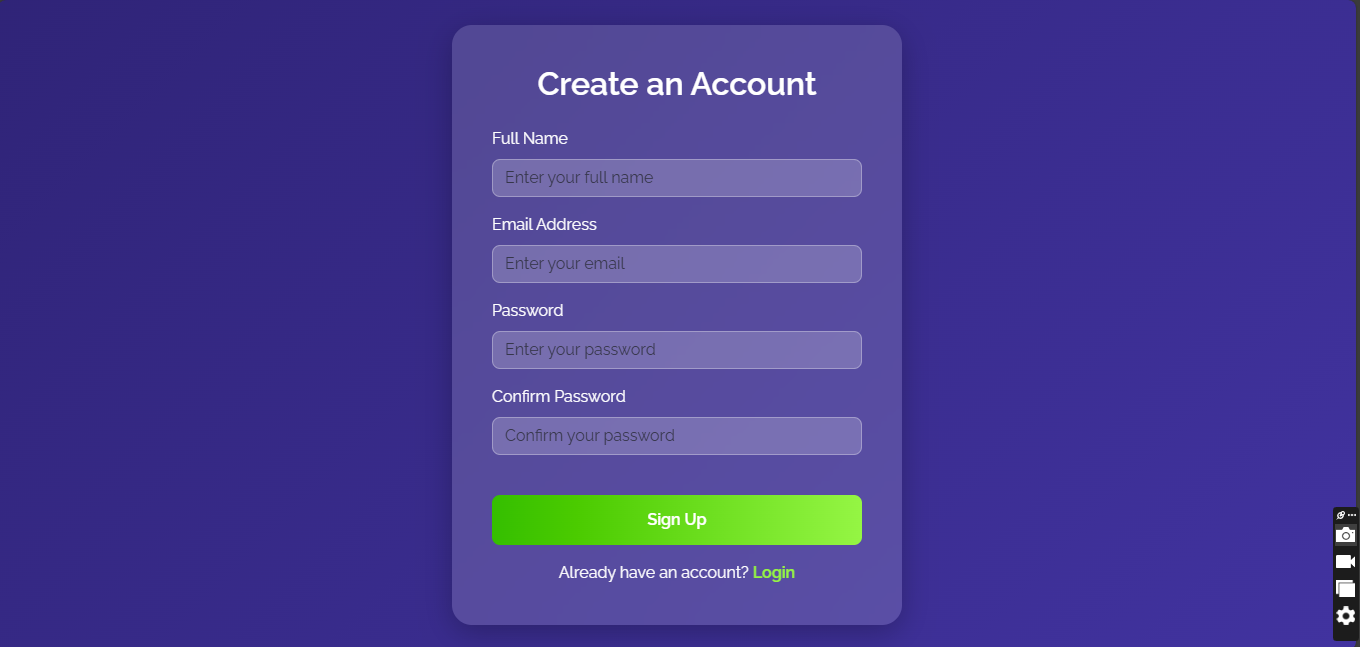 Create an Account
Full Name
Enter your full name
Email Address
Enter your email
Password
Enter your password
Confirm Password
Confirm your password
Sign Up
Already have an account? Login